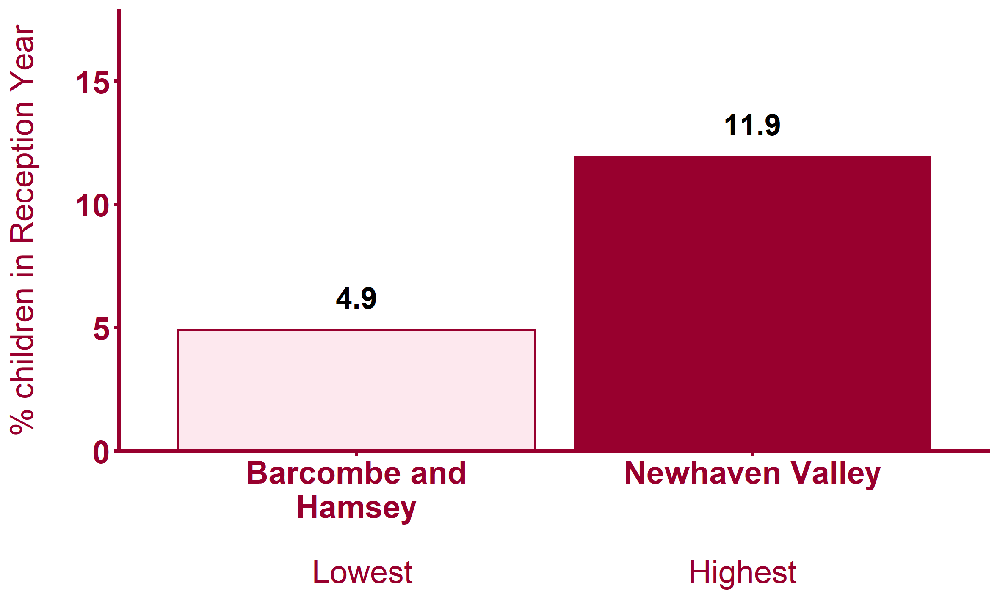 % children in Reception Year
15
10
5
0
4.9
11.9
Barcombe and
Hamsey
Newhaven Valley
Lowest
Highest